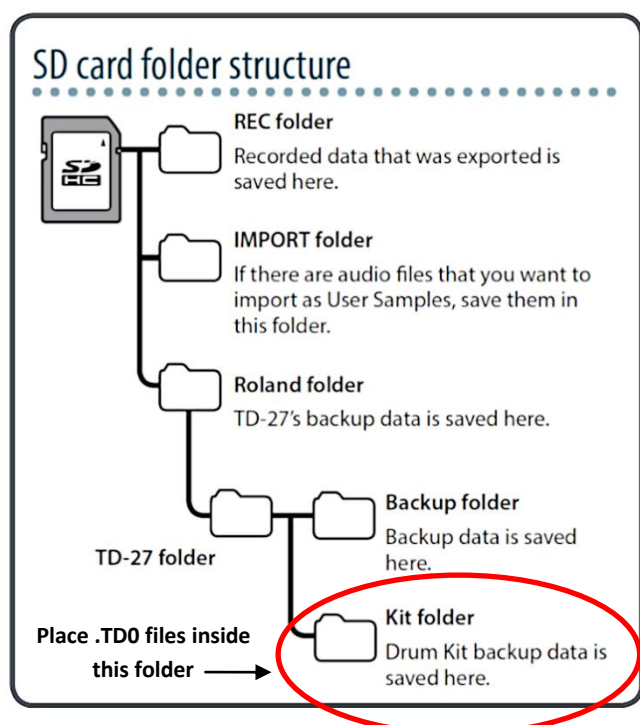 SD card folder structure
REC folder
Recorded data that was exported is
saved here.
SD
HC
IMPORT folder
If there are audio files that you want to
import as User Samples, save them in
this folder.
Roland folder
TD-27's backup data is saved here.
Backup folder
Backup data is saved
here.
TD-27 folder
Kit folder
Drum Kit backup data is
saved here.
Place .TD0 files inside
this folder